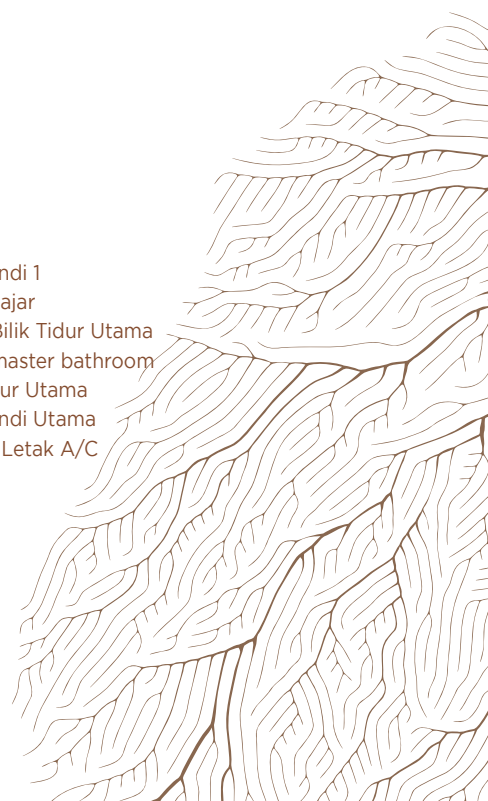 ndi 1
ajar
Bilik Tidur Utama
master bathroom
ur Utama
ndi Utama
Letak A/C